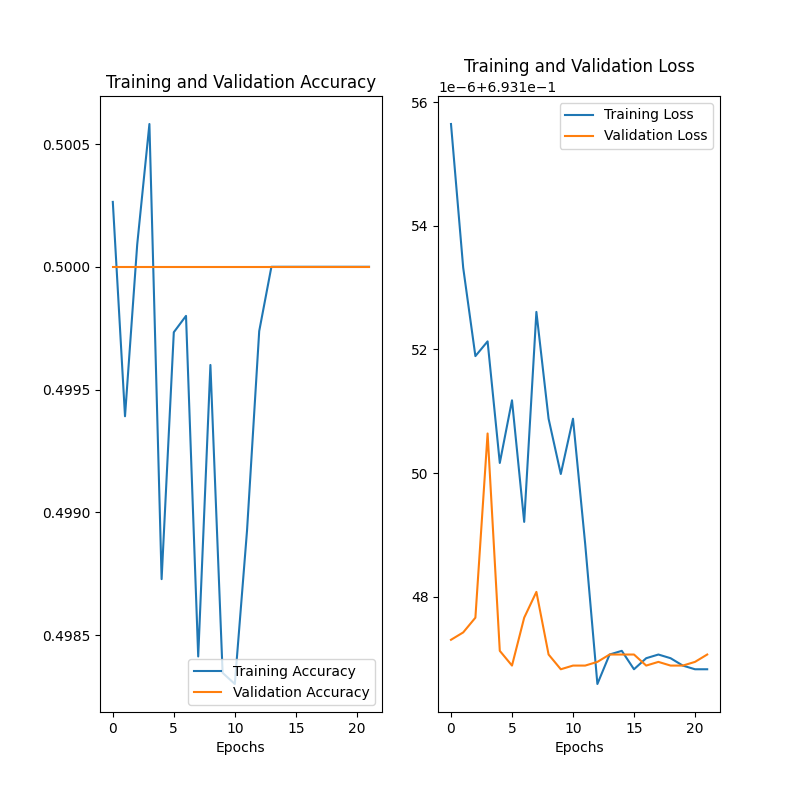 Training and Validation Accuracy
0.5005
0.5000
0.4995
0.4990
0.4985
Training Accuracy
Validation Accuracy
0 5 10 15 20
Epochs
Training and Validation Loss
1e-6+6.931e-1
56
54
52
50
48
Training Loss
Validation Loss
0 5 10 15 20
Epochs